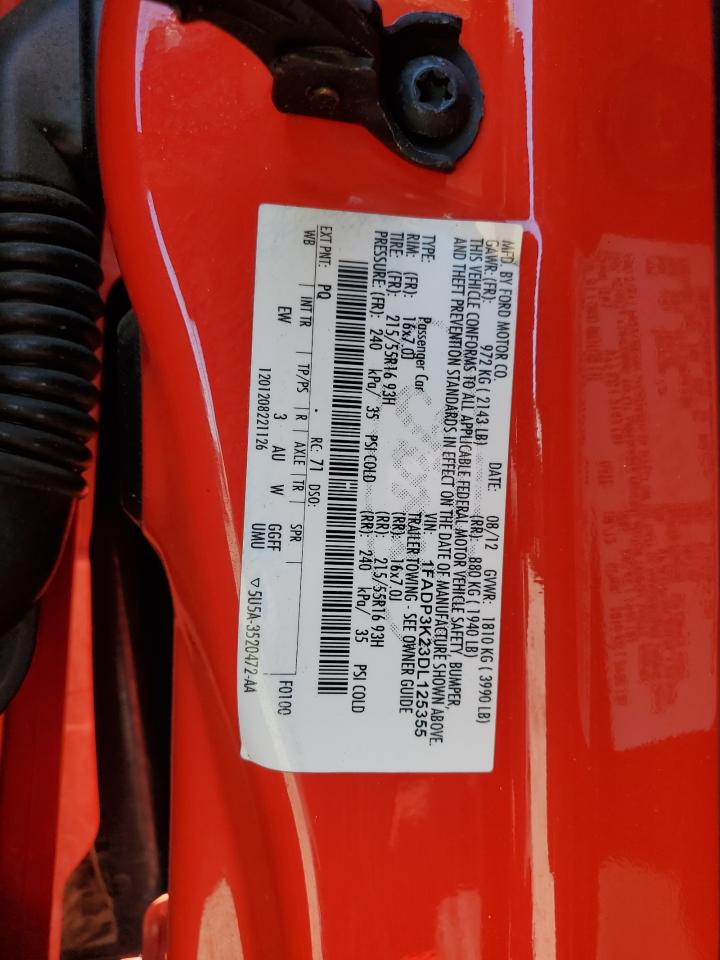 MFD. BY FORD MOTOR CO.
DATE: 08/12 GVWR: 1810 KG ( 3990 LB)
GAWR: (FR): 972 KG ( 2143 LB) (RR): 880 KG ( 1940 LB)
THIS VEHICLE CONFORMS TO ALL APPLICABLE FEDERAL MOTOR VEHICLE SAFETY, BUMPER,
AND THEFT PREVENTION STANDARDS IN EFFECT ON THE DATE OF MANUFACTURE SHOWN ABOVE.
VIN: 1FADP3K23DL125355
TYPE: Passenger Car TRAILER TOWING - SEE OWNER GUIDE
RIM: (FR): 16x7.0J (RR): 16x7.0J
TIRE: (FR): 215/55R16 93H (RR): 215/55R16 93H
PRESSURE: (FR): 240 kPa/ 35 PSI COLD (RR): 240 kPa/ 35 PSI COLD
EXT PNT: PQ RC: 71 DSO: F0100
WB INT TR TP/PS R AXLE TR SPR
EW 3 AU W GGFF
1201208221126 UMU 5U5A-3520472-AA